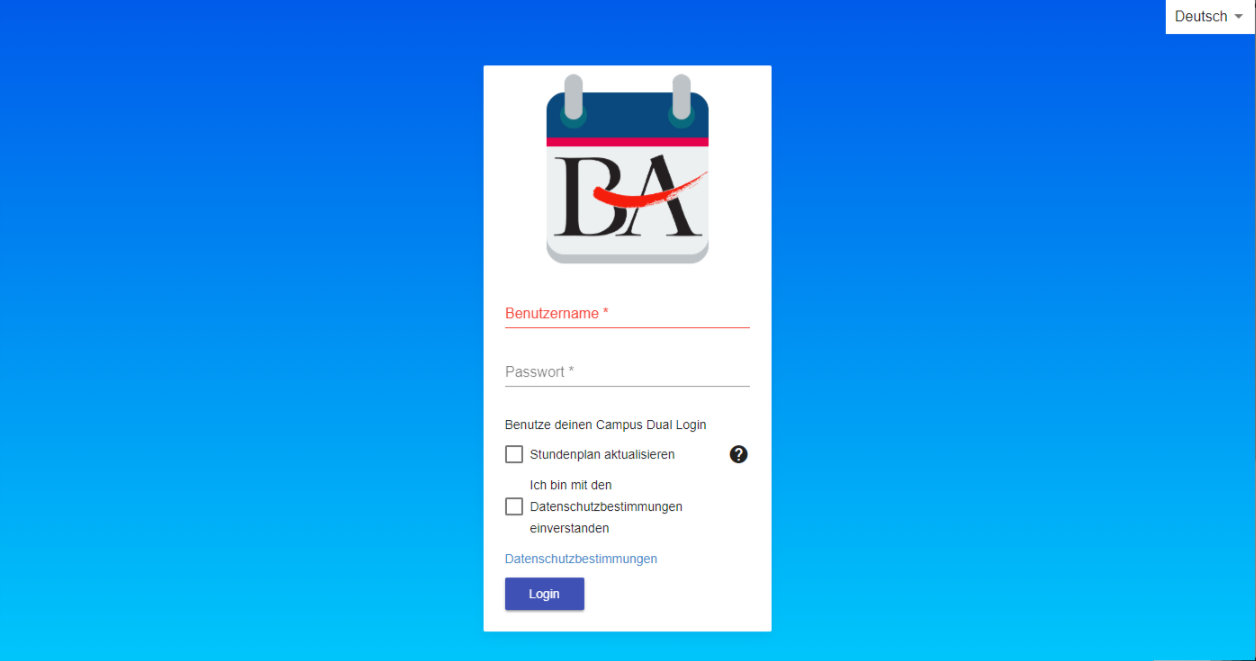 Deutsch
BA
Benutzername *
Passwort *
Benutze deinen Campus Dual Login
Stundenplan aktualisieren
?
Ich bin mit den
Datenschutzbestimmungen
einverstanden
Datenschutzbestimmungen
Login